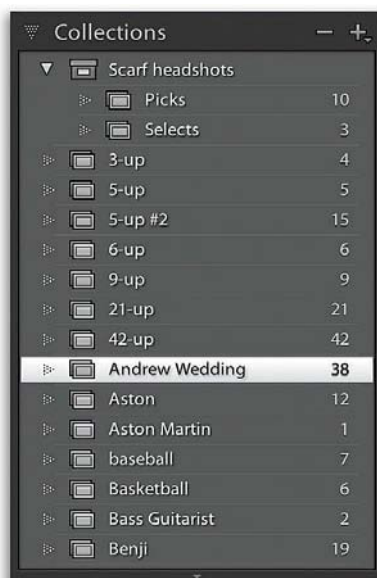 Collections
Scarf headshots
Picks 10
Selects 3
3-up 4
5-up 5
5-up #2 15
6-up 6
9-up 9
21-up 21
42-up 42
Andrew Wedding 38
Aston 12
Aston Martin 1
baseball 7
Basketball 6
Bass Guitarist 2
Benji 19